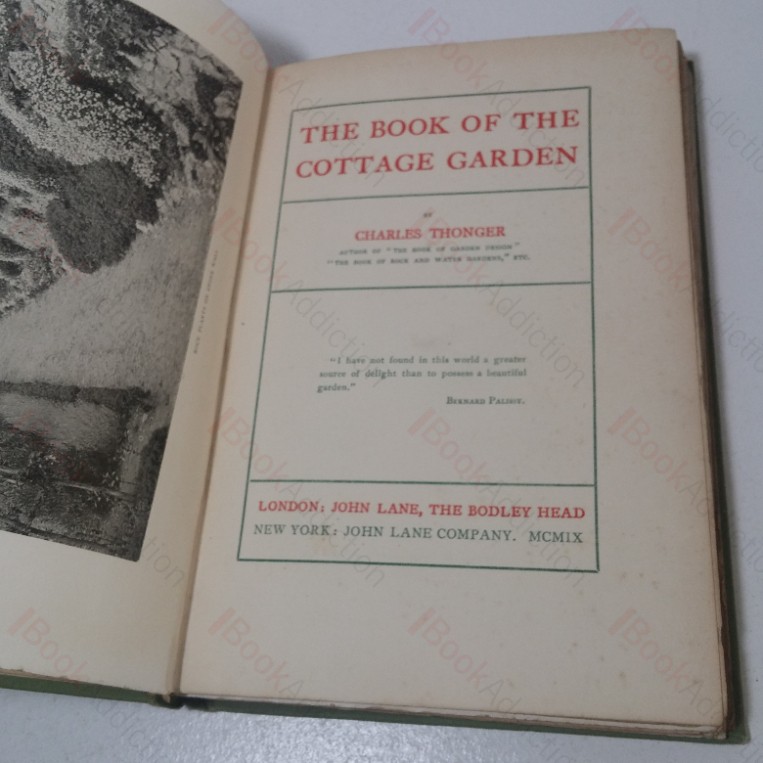 THE BOOK OF THE
COTTAGE GARDEN
BY
CHARLES THONGER
AUTHOR OF "THE BOOK OF GARDEN DESIGN"
"THE BOOK OF ROCK AND WATER GARDENS," ETC.
"I have not found in this world a greater
source of delight than to possess a beautiful
garden."
BERNARD PALISSY.
LONDON: JOHN LANE, THE BODLEY HEAD
NEW YORK: JOHN LANE COMPANY. MCMIX
BookAddiction